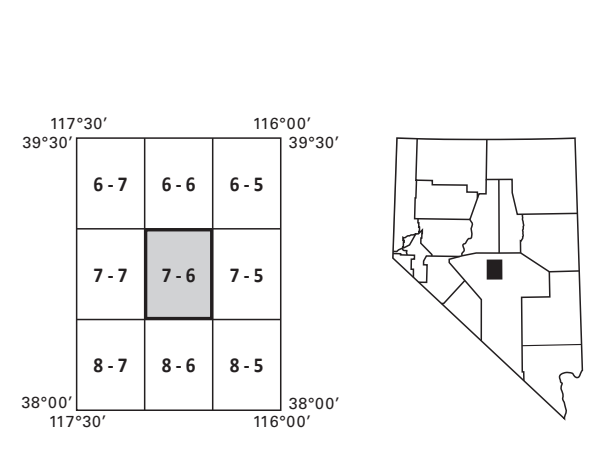 117°30′ 116°00′
39°30′ 39°30′
6 - 7 6 - 6 6 - 5
7 - 7 7 - 6 7 - 5
8 - 7 8 - 6 8 - 5
38°00′ 38°00′
117°30′ 116°00′